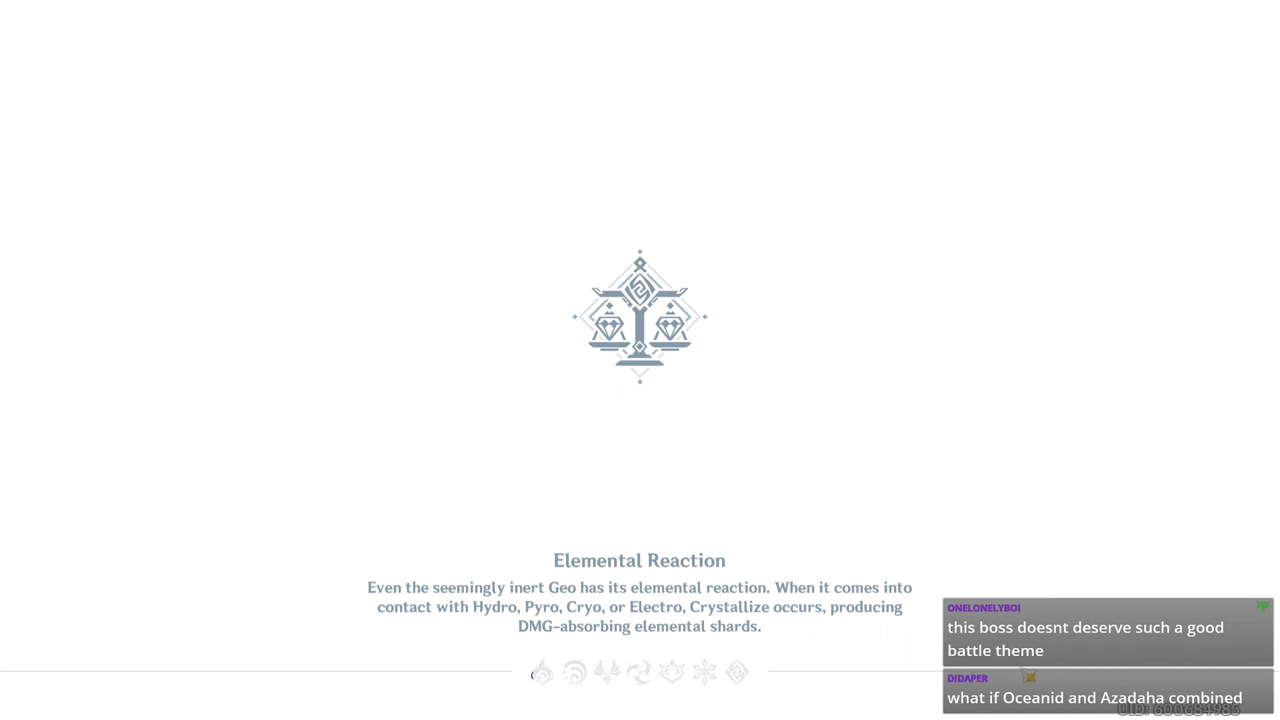 Elemental Reaction
Even the seemingly inert Geo has its elemental reaction. When it comes into
contact with Hydro, Pyro, Cryo, or Electro, Crystallize occurs, producing
DMG-absorbing elemental shards.
ONELONELYBOI
this boss doesnt deserve such a good
battle theme
DIDAPER
what if Oceanid and Azadaha combined
UID: 600684985